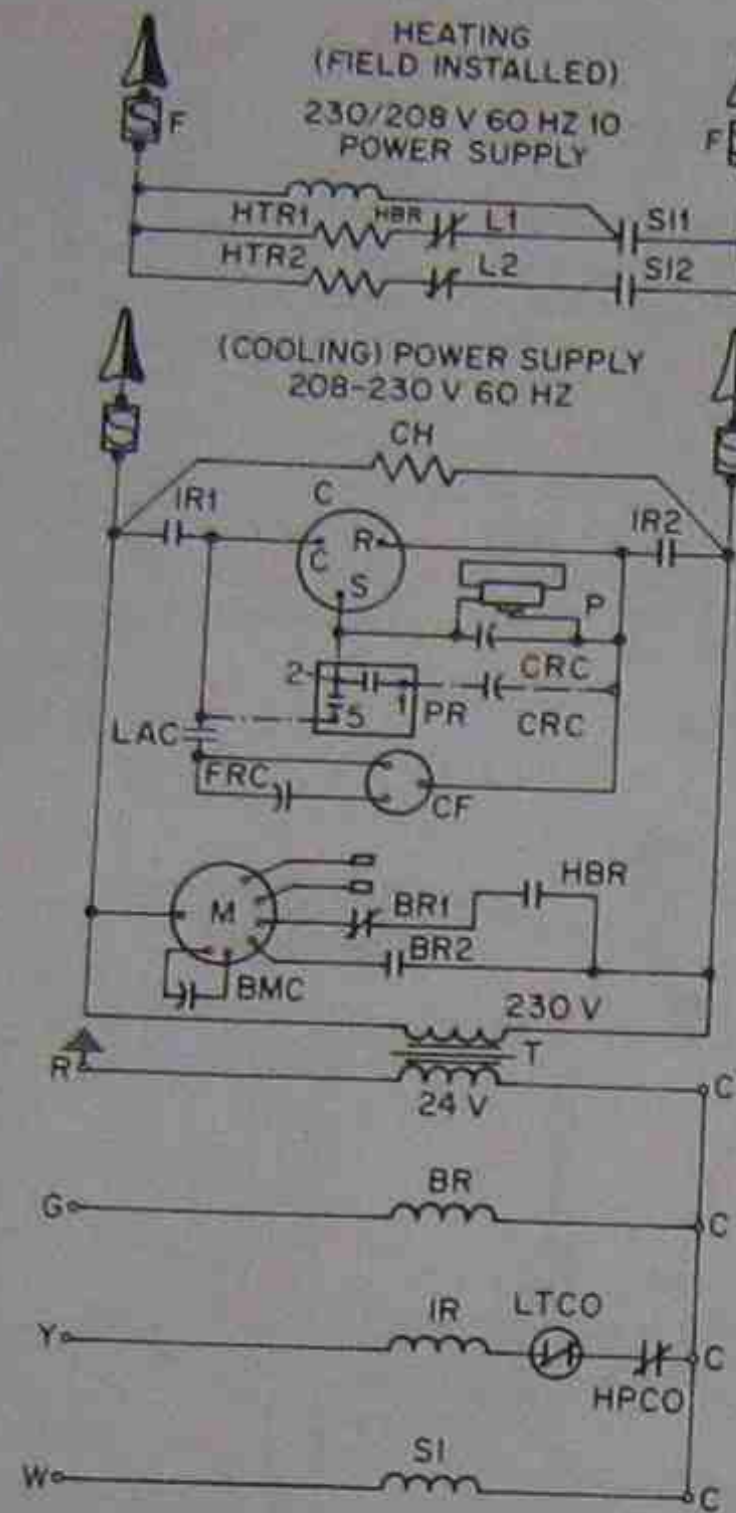 HEATING
(FIELD INSTALLED)
F
230/208 V 60 HZ 10
POWER SUPPLY
F
HTR1
HBR
L1
SI1
HTR2
L2
SI2
(COOLING) POWER SUPPLY
208-230 V 60 HZ
CH
C
IR1
IR2
C
R
S
P
CRC
2
5
1
PR
CRC
LAC
FRC
CF
HBR
M
BR1
BR2
BMC
230 V
R
T
C
24 V
BR
G
C
IR
LTCO
Y
C
HPCO
SI
W
C